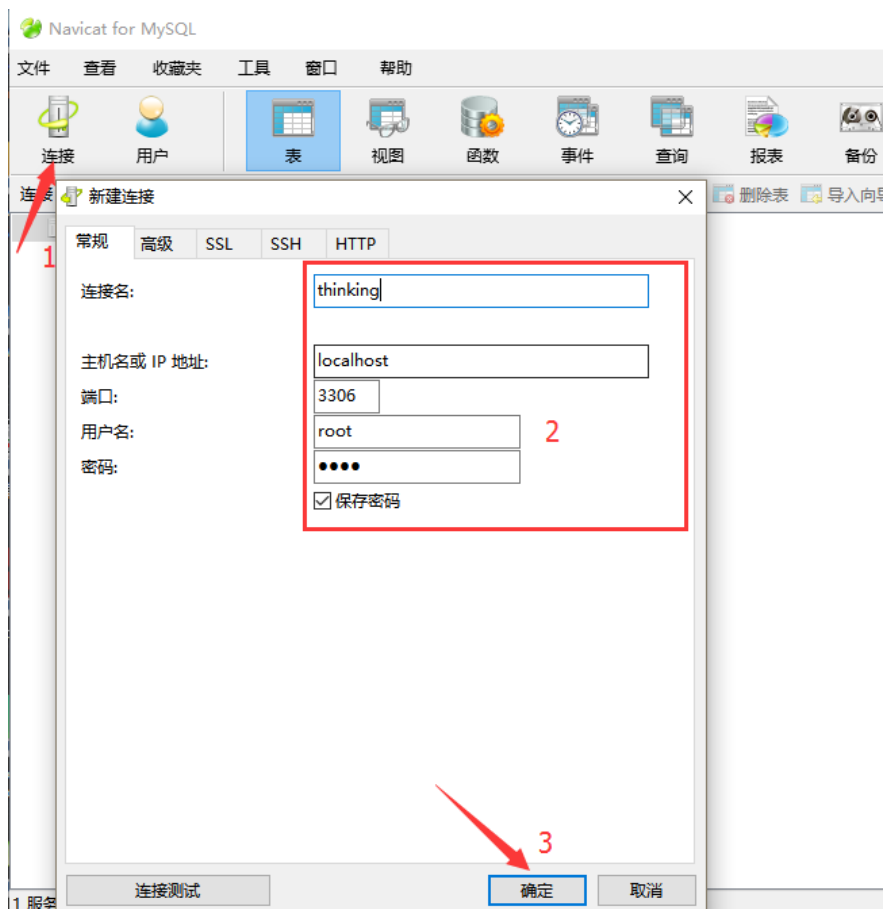 Navicat for MySQL
文件 查看 收藏夹 工具 窗口 帮助
连接 用户 表 视图 函数 事件 查询 报表 备份
连接 新建连接 删除表 导入向导
1
常规 高级 SSL SSH HTTP
连接名: thinking
主机名或 IP 地址: localhost
端口: 3306
用户名: root
2
密码: ●●●●
保存密码
3
连接测试 确定 取消
1 服务